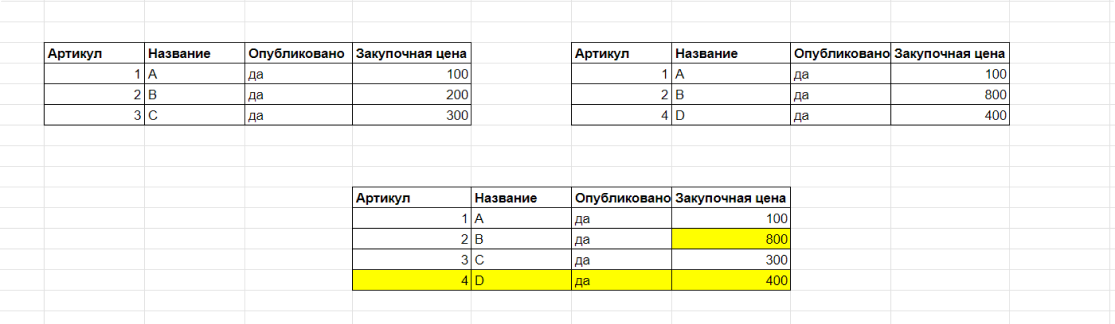 Артикул Название Опубликовано Закупочная цена Артикул Название Опубликовано Закупочная цена
1 A да 100 1 A да 100
2 B да 200 2 B да 800
3 C да 300 4 D да 400
Артикул Название Опубликовано Закупочная цена
1 A да 100
2 B да 800
3 C да 300
4 D да 400